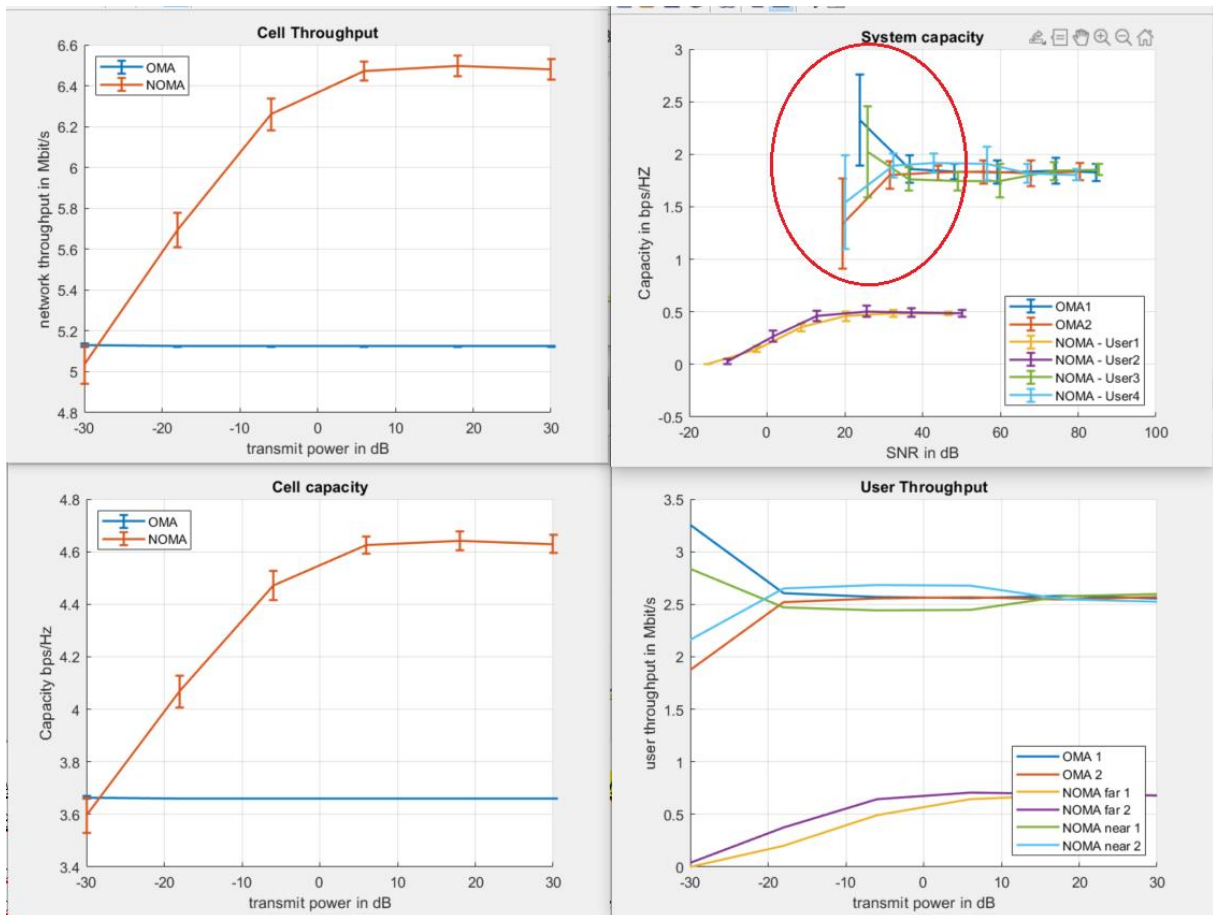 Cell Throughput
6.6
6.4
6.2
6
5.8
5.6
5.4
5.2
5
4.8
network throughput in Mbit/s
OMA
NOMA
-30
-20
-10
0
10
20
30
transmit power in dB
System capacity
3
2.5
2
1.5
1
0.5
0
-0.5
Capacity in bps/HZ
OMA1
OMA2
NOMA - User1
NOMA - User2
NOMA - User3
NOMA - User4
-20
0
20
40
60
80
100
SNR in dB
Cell capacity
4.8
4.6
4.4
4.2
4
3.8
3.6
3.4
Capacity bps/Hz
OMA
NOMA
-30
-20
-10
0
10
20
30
transmit power in dB
User Throughput
3.5
3
2.5
2
1.5
1
0.5
0
user throughput in Mbit/s
OMA 1
OMA 2
NOMA far 1
NOMA far 2
NOMA near 1
NOMA near 2
-30
-20
-10
0
10
20
30
transmit power in dB